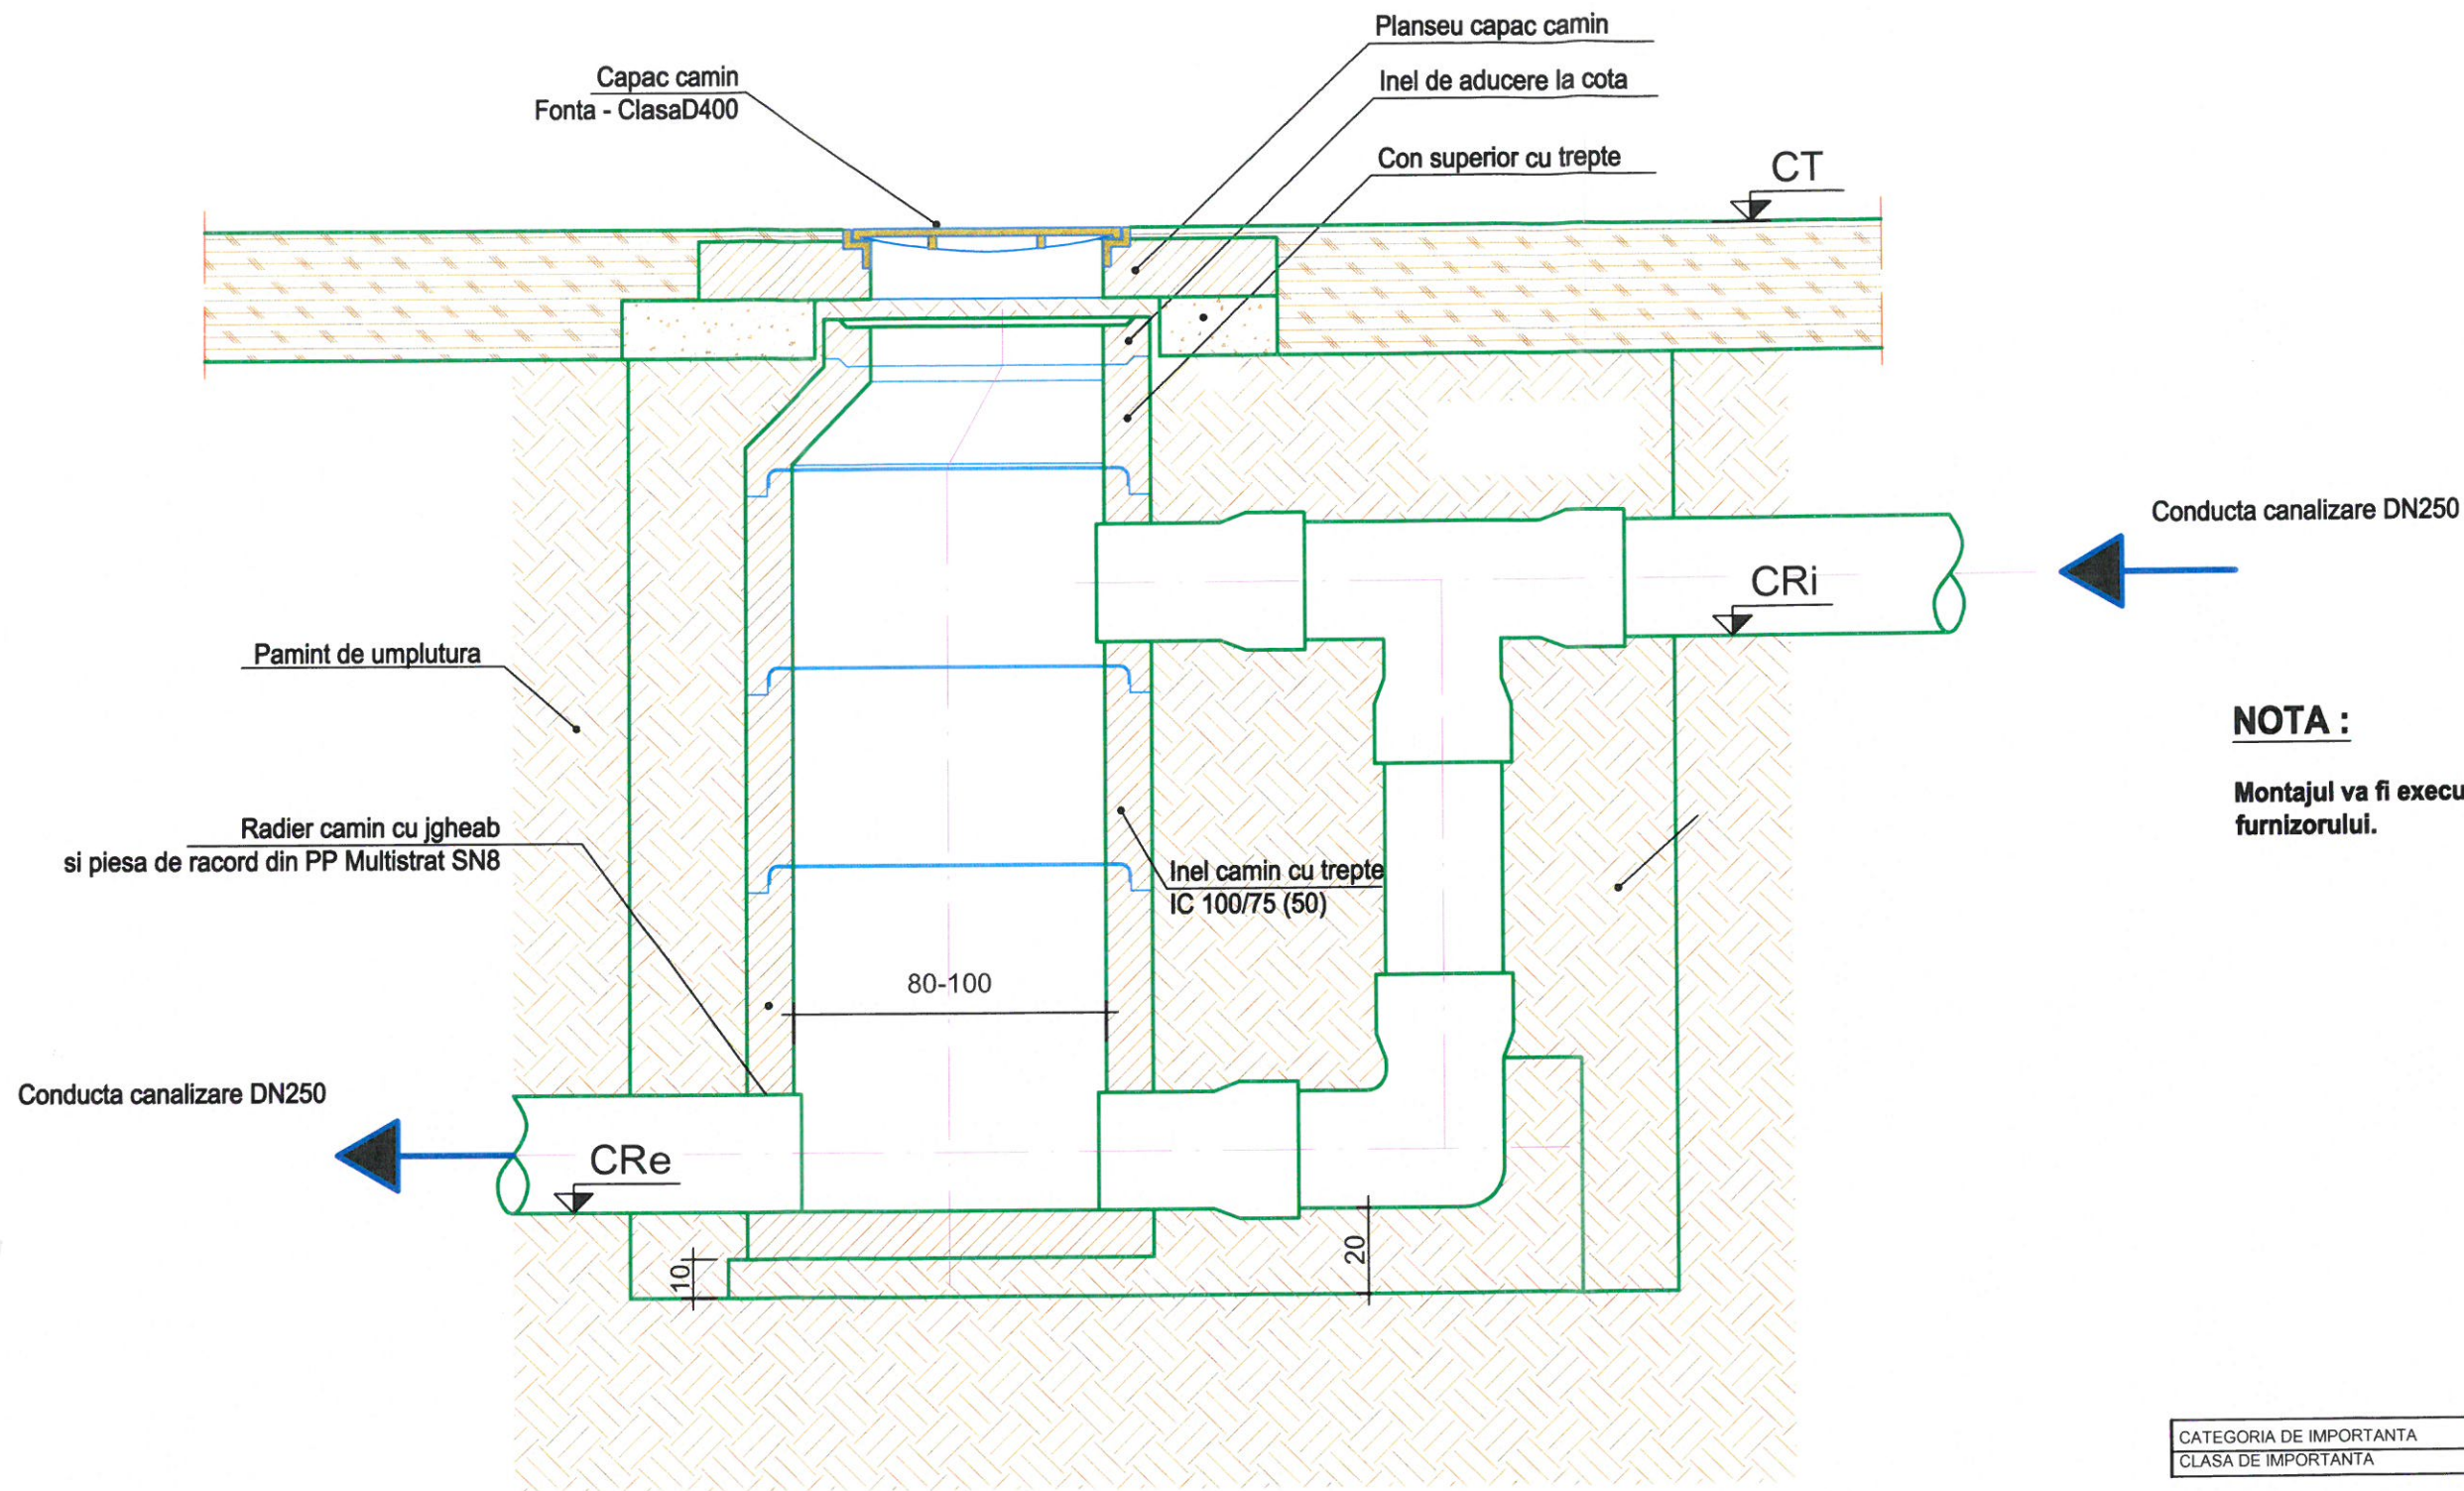 Planseu capac camin
Inel de aducere la cota
Con superior cu trepte
Capac camin
Fonta - ClasaD400
CT
Conducta canalizare DN250
CRi
Pamint de umplutura
NOTA :
Montajul va fi execu
furnizorului.
Radier camin cu jgheab
si piesa de racord din PP Multistrat SN8
Inel camin cu trepte
IC 100/75 (50)
80-100
Conducta canalizare DN250
CRe
10
20
CATEGORIA DE IMPORTANTA
CLASA DE IMPORTANTA